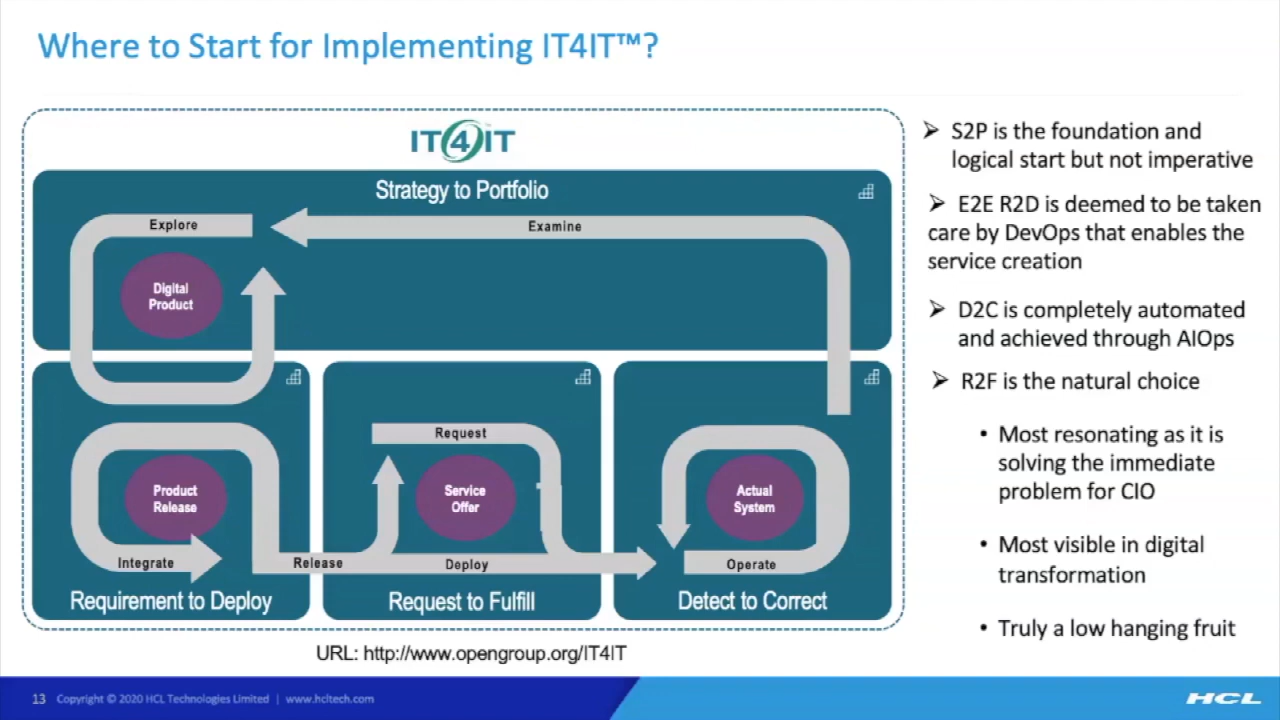 Where to Start for Implementing IT4IT™?
IT4IT
Strategy to Portfolio
Explore
Examine
Digital
Product
Request
Product
Release
Service
Offer
Actual
System
Integrate
Release
Deploy
Operate
Requirement to Deploy
Request to Fulfill
Detect to Correct
URL: http://www.opengroup.org/IT4IT
➢ S2P is the foundation and
logical start but not imperative
➢ E2E R2D is deemed to be taken
care by DevOps that enables the
service creation
➢ D2C is completely automated
and achieved through AIOps
➢ R2F is the natural choice
• Most resonating as it is
solving the immediate
problem for CIO
• Most visible in digital
transformation
• Truly a low hanging fruit
13 Copyright © 2020 HCL Technologies Limited | www.hcltech.com
HCL